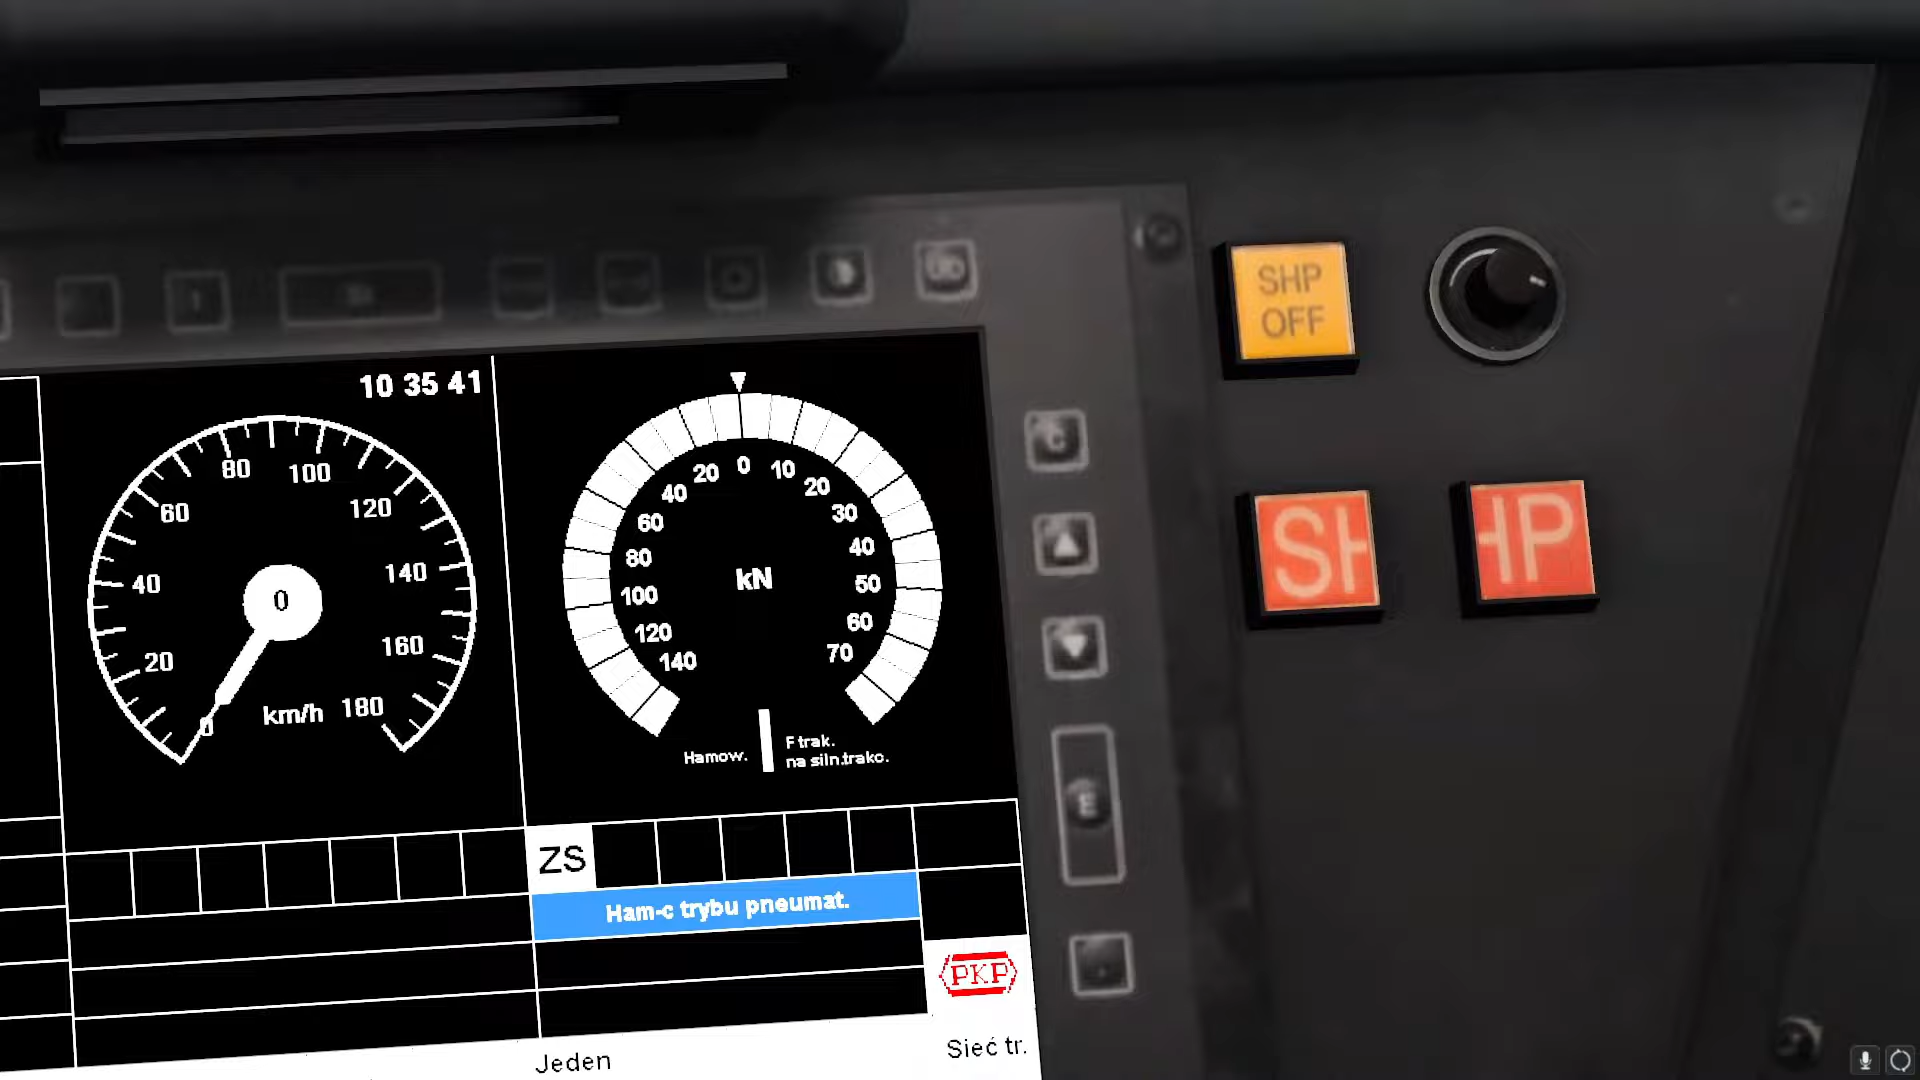 10 35 41
80
100
60
120
40
140
20
160
0
km/h
180
0
20
0
10
40
20
60
30
80
40
100
50
120
60
140
70
kN
Hamow.
F trak.
na siln.trako.
ZS
Ham-c trybu pneumat.
PKP
Jeden
Sieć tr.
C
E
SHP
OFF
SH
HP